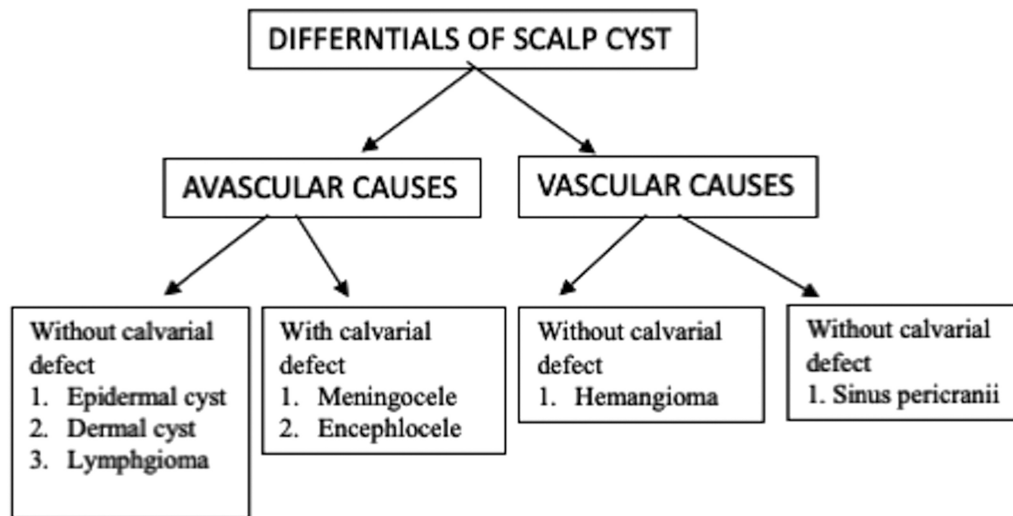 DIFFERNTIALS OF SCALP CYST
AVASCULAR CAUSES
VASCULAR CAUSES
Without calvarial
defect
1. Epidermal cyst
2. Dermal cyst
3. Lymphgioma
With calvarial
defect
1. Meningocele
2. Encephlocele
Without calvarial
defect
1. Hemangioma
Without calvarial
defect
1. Sinus pericranii